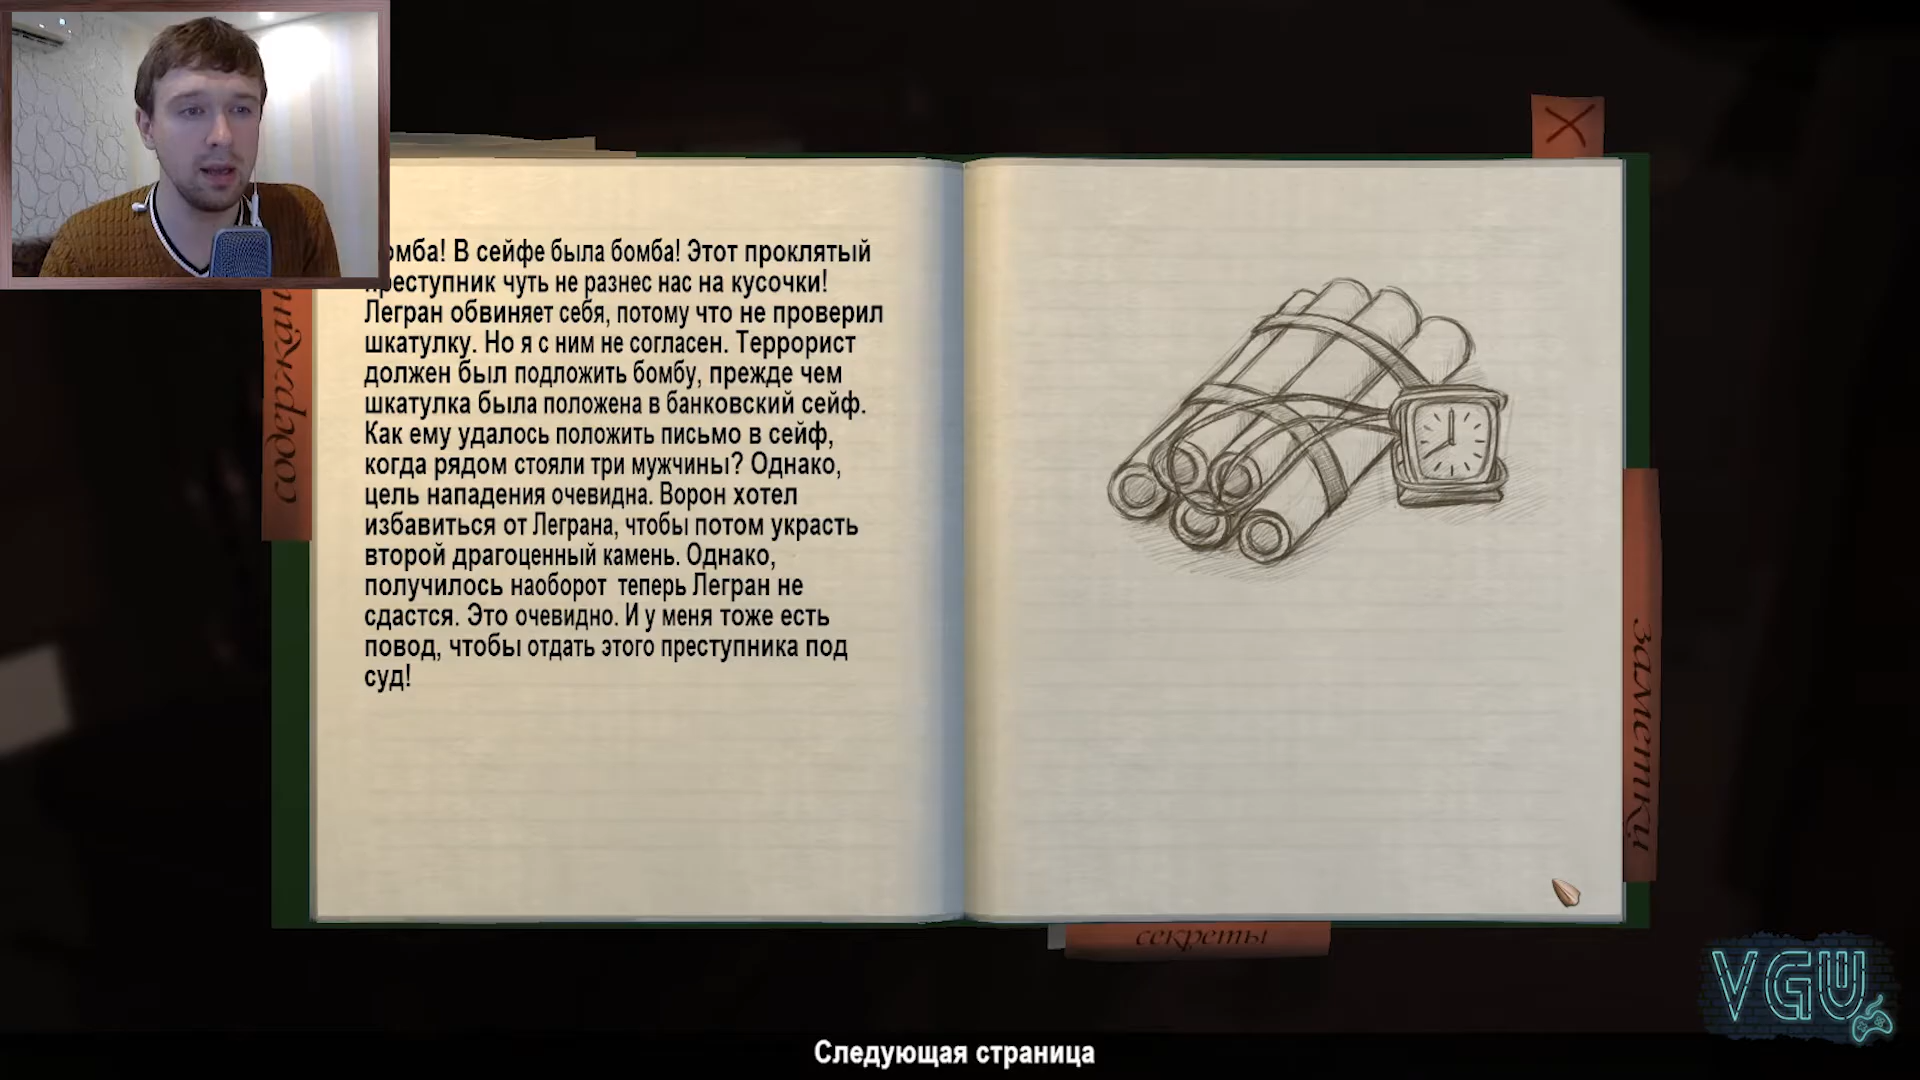 омба! В сейфе была бомба! Этот проклятый
преступник чуть не разнес нас на кусочки!
Легран обвиняет себя, потому что не проверил
шкатулку. Но я с ним не согласен. Террорист
должен был подложить бомбу, прежде чем
шкатулка была положена в банковский сейф.
Как ему удалось положить письмо в сейф,
когда рядом стояли три мужчины? Однако,
цель нападения очевидна. Ворон хотел
избавиться от Леграна, чтобы потом украсть
второй драгоценный камень. Однако,
получилось наоборот теперь Легран не
сдастся. Это очевидно. И у меня тоже есть
повод, чтобы отдать этого преступника под
суд!
содержан
заметки
секреты
VGU
Следующая страница